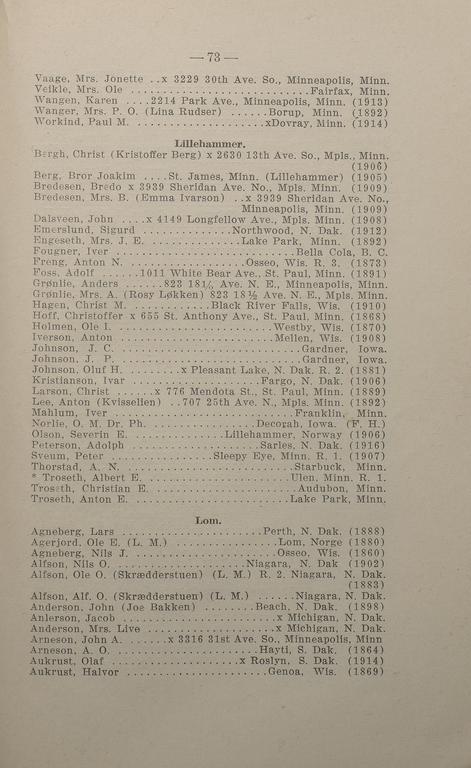 — 73 —
Vaage, Mrs. Jonette ..x 3229 30th Ave. So., Minneapolis, Minn.
Veikle, Mrs. Ole ............................Fairfax, Minn.
Wangen, Karen ....2214 Park Ave., Minneapolis, Minn. (1913)
Wanger, Mrs. P. O. (Lina Rudser) ......Borup, Minn. (1892)
Workind, Paul M. ....................xDovray, Minn. (1914)
Lillehammer.
Bergh, Christ (Kristoffer Berg) x 2630 13th Ave. So., Mpls., Minn.
(1906)
Berg, Bror Joakim ....St. James, Minn. (Lillehammer) (1905)
Bredesen, Bredo x 3939 Sheridan Ave. No., Mpls. Minn. (1909)
Bredesen, Mrs. B. (Emma Ivarson) ..x 3939 Sheridan Ave. No.,
Minneapolis, Minn. (1909)
Dalsveen, John ....x 4149 Longfellow Ave., Mpls. Minn. (1908)
Emerslund, Sigurd ..............Northwood, N. Dak. (1912)
Engeseth, Mrs. J. E. ..............Lake Park, Minn. (1892)
Fougner, Iver ............................Bella Cola, B. C.
Freng, Anton N. ..................Osseo, Wis. R. 3. (1873)
Foss, Adolf .......1011 White Bear Ave., St. Paul, Minn. (1891)
Grønlie, Anders ........823 18½ Ave. N. E., Minneapolis, Minn.
Grønlie, Mrs. A. (Rosy Løkken) 823 18½ Ave. N. E., Mpls. Minn.
Hagen, Christ M. ............Black River Falls, Wis. (1910)
Hoff, Christoffer x 655 St. Anthony Ave., St. Paul, Minn. (1868)
Holmen, Ole I. ........................Westby, Wis. (1870)
Iverson, Anton ........................Mellen, Wis. (1908)
Johnson, J. C. ............................Gardner, Iowa.
Johnson, J. P. ............................Gardner, Iowa.
Johnson, Oluf H. ........x Pleasant Lake, N. Dak. R. 2. (1881)
Kristianson, Ivar .....................Fargo, N. Dak. (1906)
Larson, Christ ......x 776 Mendota St., St. Paul, Minn. (1889)
Lee, Anton (Kvisselien) ..707 25th Ave. N., Mpls. Minn. (1892)
Mahlum, Iver .............................Franklin, Minn.
Norlie, O. M. Dr. Ph. .................Decorah, Iowa. (F. H.)
Olson, Severin E. ..............Lillehammer, Norway (1906)
Peterson, Adolph .....................Sarles, N. Dak. (1916)
Sveum, Peter ................Sleepy Eye, Minn. R. 1. (1907)
Thorstad, A. N. ...........................Starbuck, Minn.
* Troseth, Albert E. .......................Ulen, Minn. R. 1.
Troseth, Christian E. .......................Audubon, Minn.
Troseth, Anton E. .........................Lake Park, Minn.
Lom.
Agneberg, Lars ......................Perth, N. Dak. (1888)
Agerjord, Ole E. (L. M.) ................Lom, Norge (1880)
Agneberg, Nils J. ......................Osseo, Wis. (1860)
Alfson, Nils O. ......................Niagara, N. Dak (1902)
Alfson, Ole O. (Skrædderstuen) (L. M.) R. 2. Niagara, N. Dak.
(1883)
Alfson, Alf. O. (Skrædderstuen) (L. M.) .......Niagara, N. Dak.
Anderson, John (Joe Bakken) ........Beach, N. Dak. (1898)
Anlerson, Jacob .........................x Michigan, N. Dak.
Anderson, Mrs. Live ....................x Michigan, N. Dak.
Arneson, John A. .......x 3316 31st Ave. So., Minneapolis, Minn
Arneson, A. O. .......................Hayti, S. Dak. (1864)
Aukrust, Olaf ....................x Roslyn, S. Dak. (1914)
Aukrust, Halvor ......................Genoa, Wis. (1869)